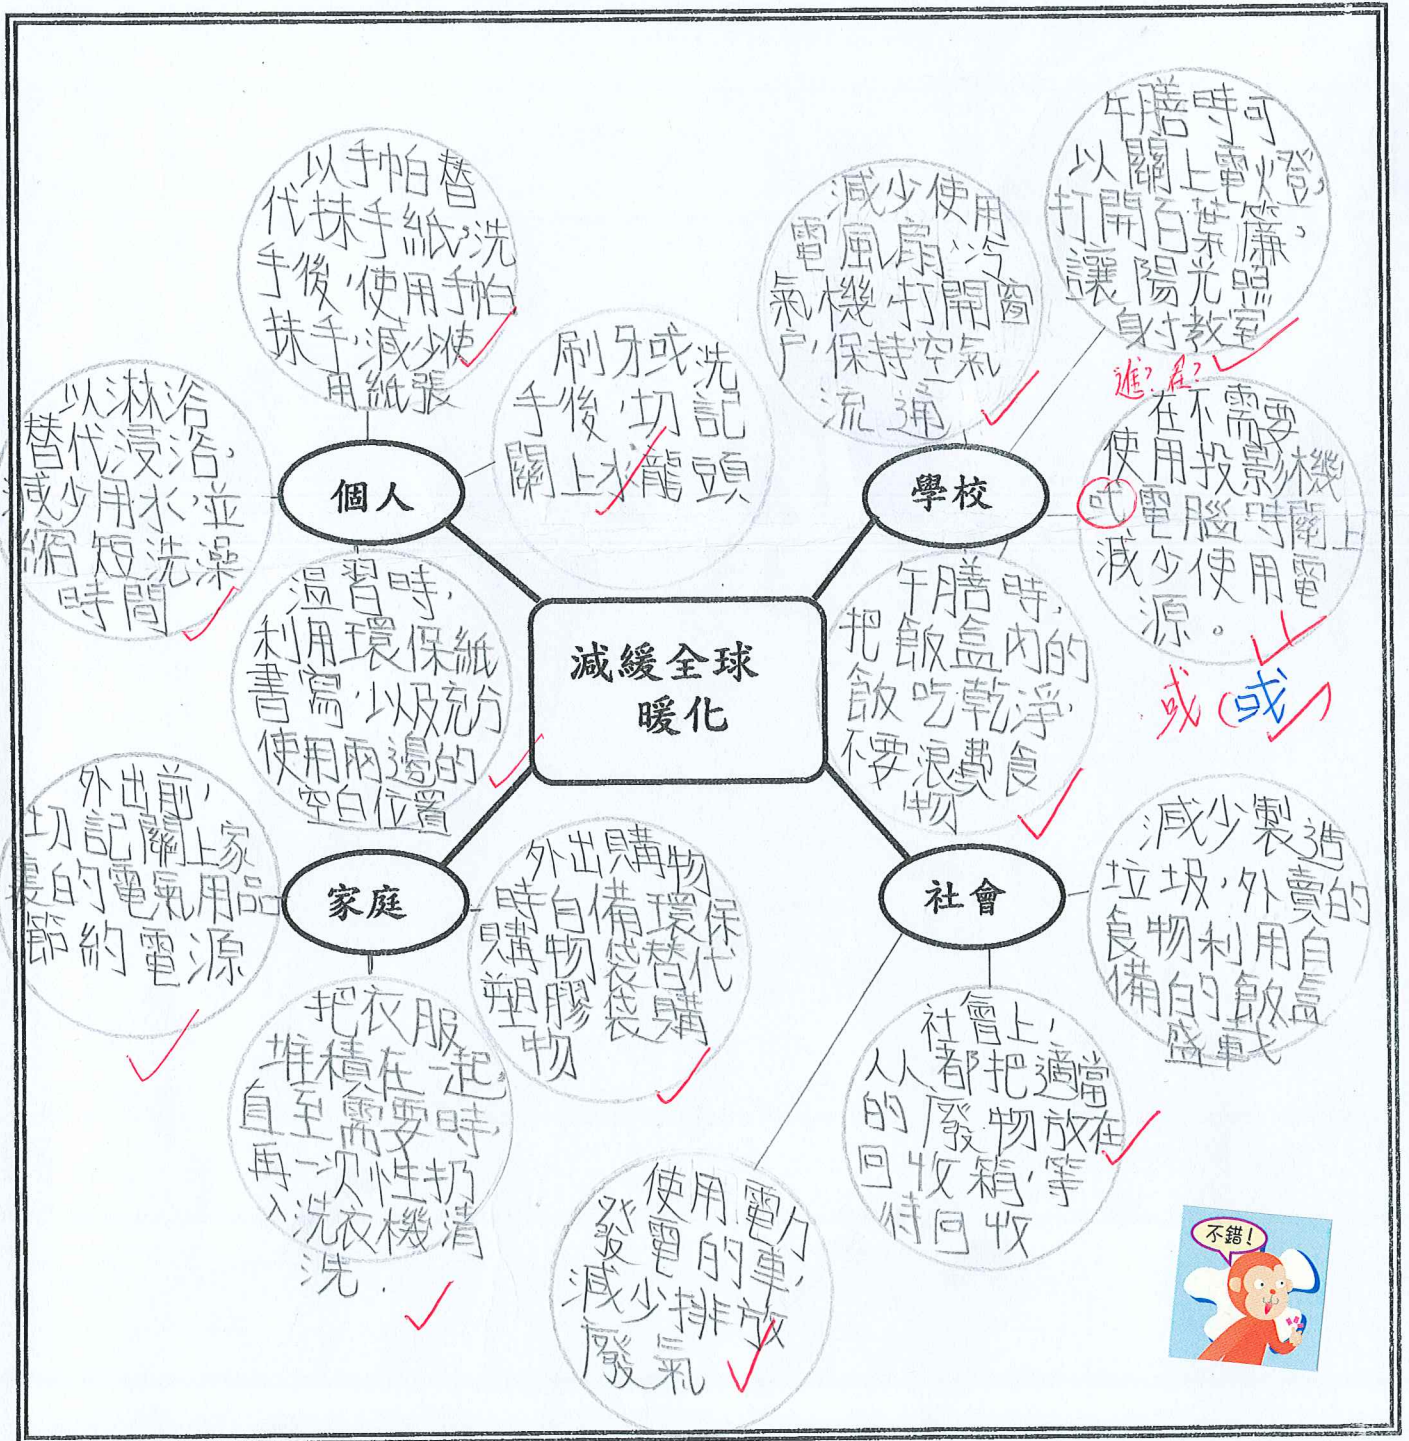 以手帕替
代抹手紙,洗
手後,使用手帕
抹手,減少使
用紙張
刷牙或洗
手後,切記
關上水龍頭
以淋浴
替代浸浴,
減少用水,並
縮短洗澡
時間
個人
溫習時,
利用環保紙
書寫,以及充分
使用兩邊的
空白位置
減少使用
電風扇、冷
氣機,打開窗
戶,保持空氣
流通
午膳時可
以關上電燈,
打開百葉簾,
讓陽光照
射教室
進?在?
學校
在不需要
使用投影機
或電腦時關上
減少使用電
源。
或(或)
午膳時,
把飯盒內的
飯吃乾淨,
不要浪費食
物
減緩全球
暖化
外出前,
切記關上家
裏的電氣用品
節約電源
家庭
外出購物
時自備環保
購物袋替代
塑膠袋購
物
把衣服
堆積在一起,
直至需要時,
再一次性扔
入洗衣機清
洗.
社會
減少製造
垃圾,外賣的
食物利用自
備的飯盒
盛載
社會上,
人人都把適當
的廢物放在
回收箱,等
待回收
使用電力
發電的車,
減少排放
廢氣
不錯!